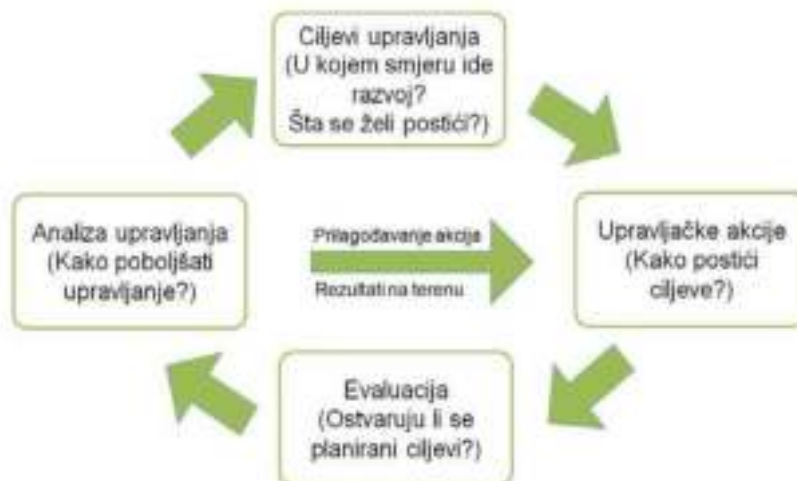 Ciljevi upravljanja
(U kojem smjeru ide
razvoj?
Šta se želi postići?)
Analiza upravljanja
(Kako poboljšati
upravljanje?)
Prilagođavanje akcija
Rezultati na terenu
Upravljačke akcije
(Kako postići
ciljeve?)
Evaluacija
(Ostvaruju li se
planirani ciljevi?)